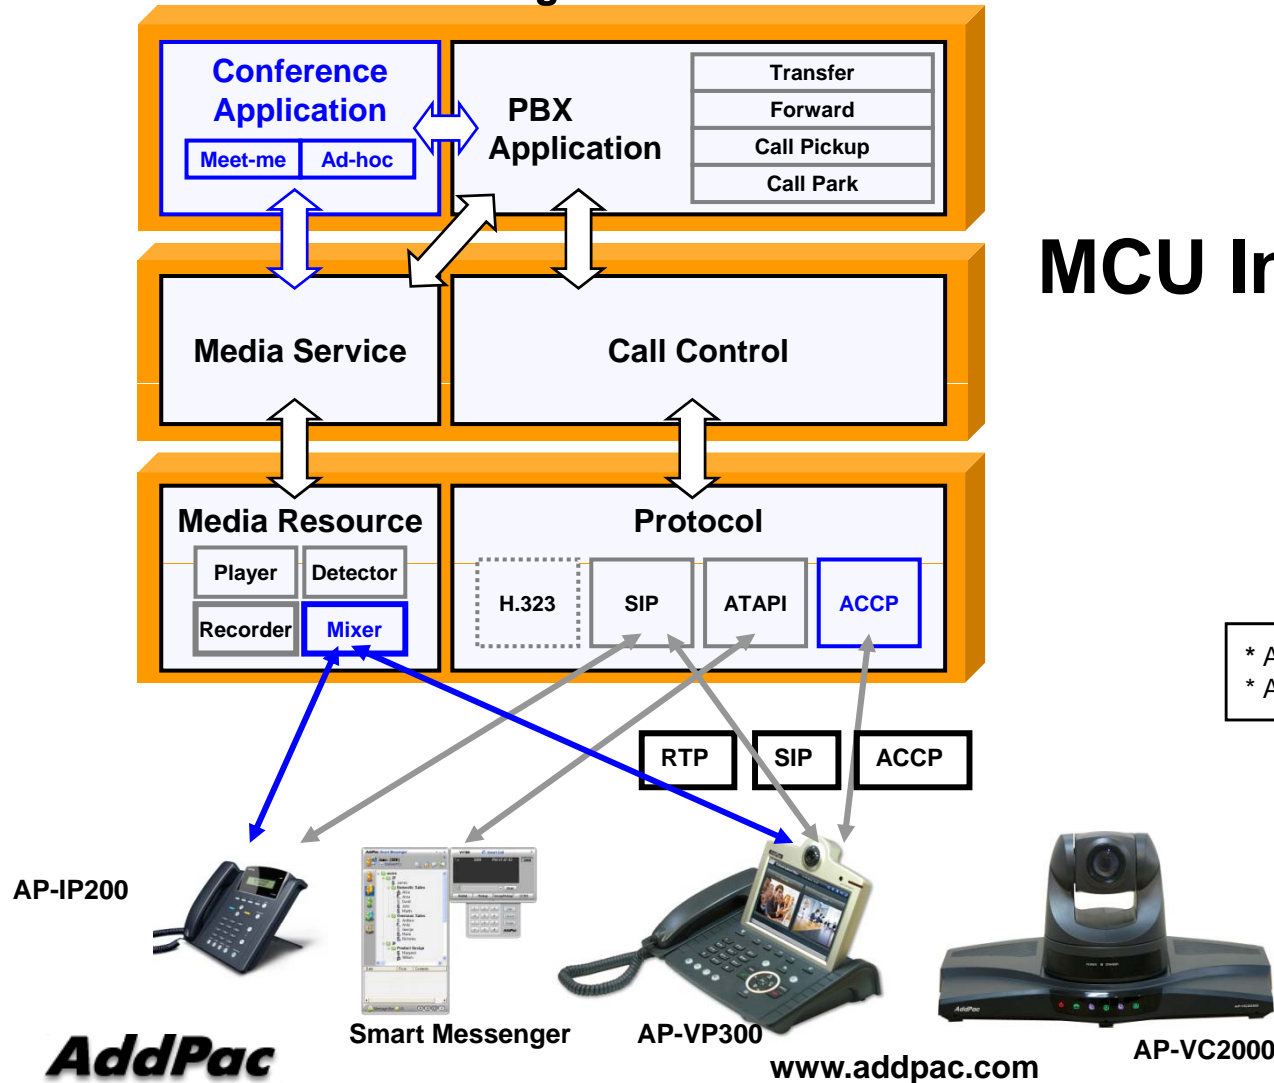 Conference
Application
Meet-me
Ad-hoc
PBX
Application
Transfer
Forward
Call Pickup
Call Park
MCU
Media Service
Call Control
Media Resource
Player
Detector
Recorder
Mixer
Protocol
H.323
SIP
ATAPI
ACCP
* A
* A
RTP
SIP
ACCP
AP-IP200
Smart Messenger
AP-VP300
AP-VC2000
AddPac
www.addpac.com